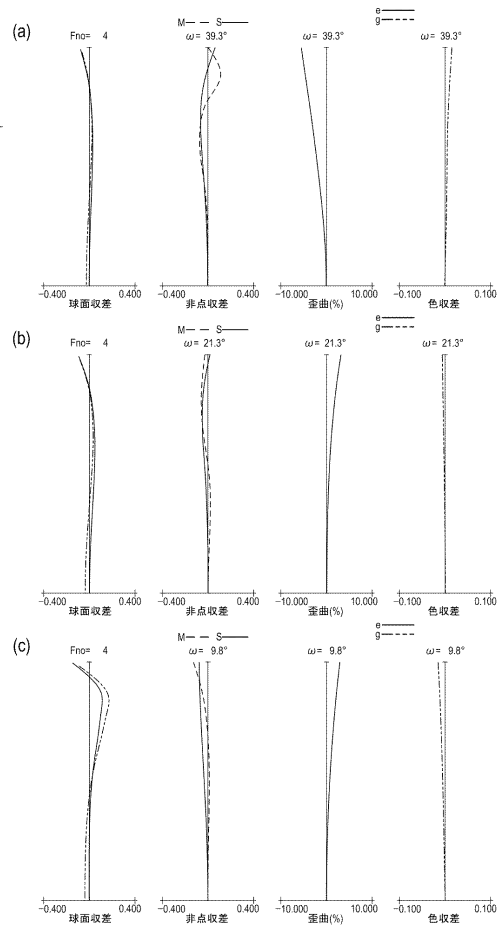 e
M S g
(a) Fno= 4 ω= 39.3° ω= 39.3° ω= 39.3°
−0.400 0.400 −0.400 0.400 −10.000 10.000 −0.100 0.100
球面収差 非点収差 歪曲(%) 色収差
e
M S g
(b) Fno= 4 ω= 21.3° ω= 21.3° ω= 21.3°
−0.400 0.400 −0.400 0.400 −10.000 10.000 −0.100 0.100
球面収差 非点収差 歪曲(%) 色収差
e
M S g
(c) Fno= 4 ω= 9.8° ω= 9.8° ω= 9.8°
−0.400 0.400 −0.400 0.400 −10.000 10.000 −0.100 0.100
球面収差 非点収差 歪曲(%) 色収差